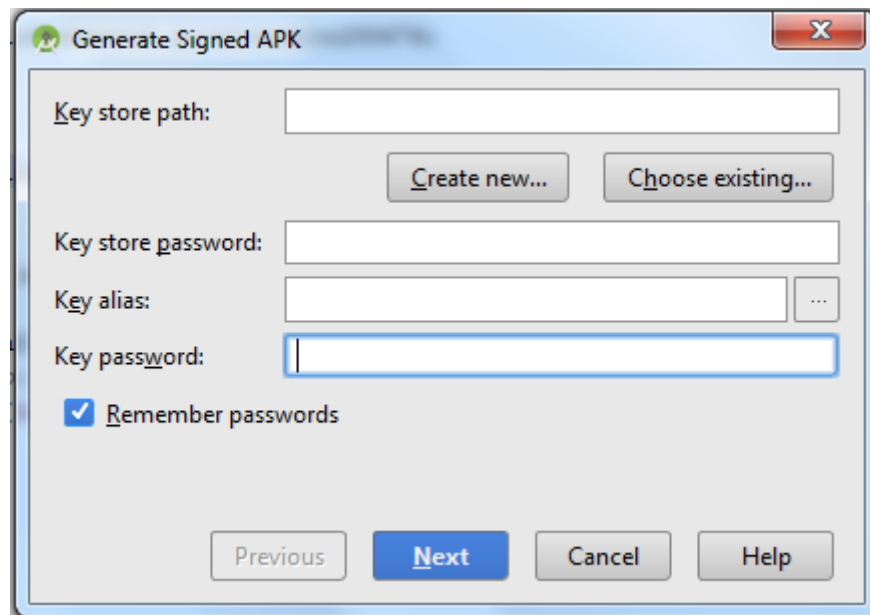 Generate Signed APK
Key store path:
Create new... Choose existing...
Key store password:
Key alias: ...
Key password:
Remember passwords
Previous Next Cancel Help